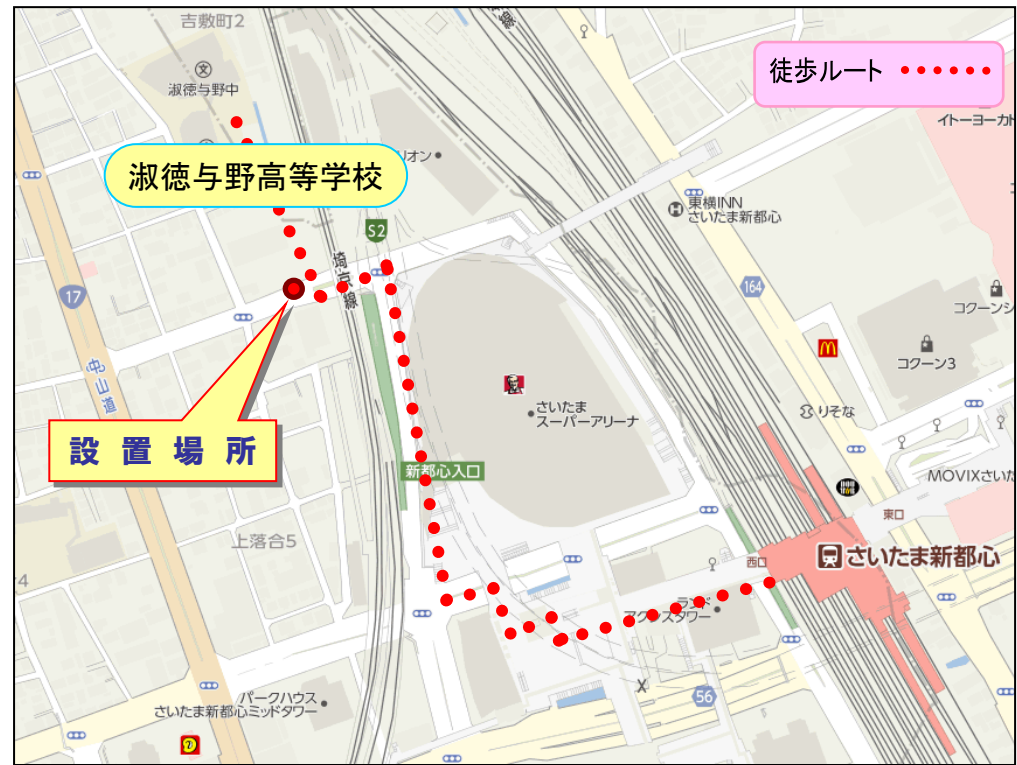 吉敷町2
徒歩ルート
淑徳与野中
イトーヨーカ
淑徳与野高等学校
リオン
東横INN
さいたま新都心
S2
埼京線
17
164
コクーン
コクーン3
中山道
さいたま
スーパーアリーナ
りそな
設置場所
新都心入口
MOVIXさいた
東口
上落合5
西口
さいたま新都心
4
ランド
アクシスタワー
56
パークハウス
さいたま新都心ミッドタワー